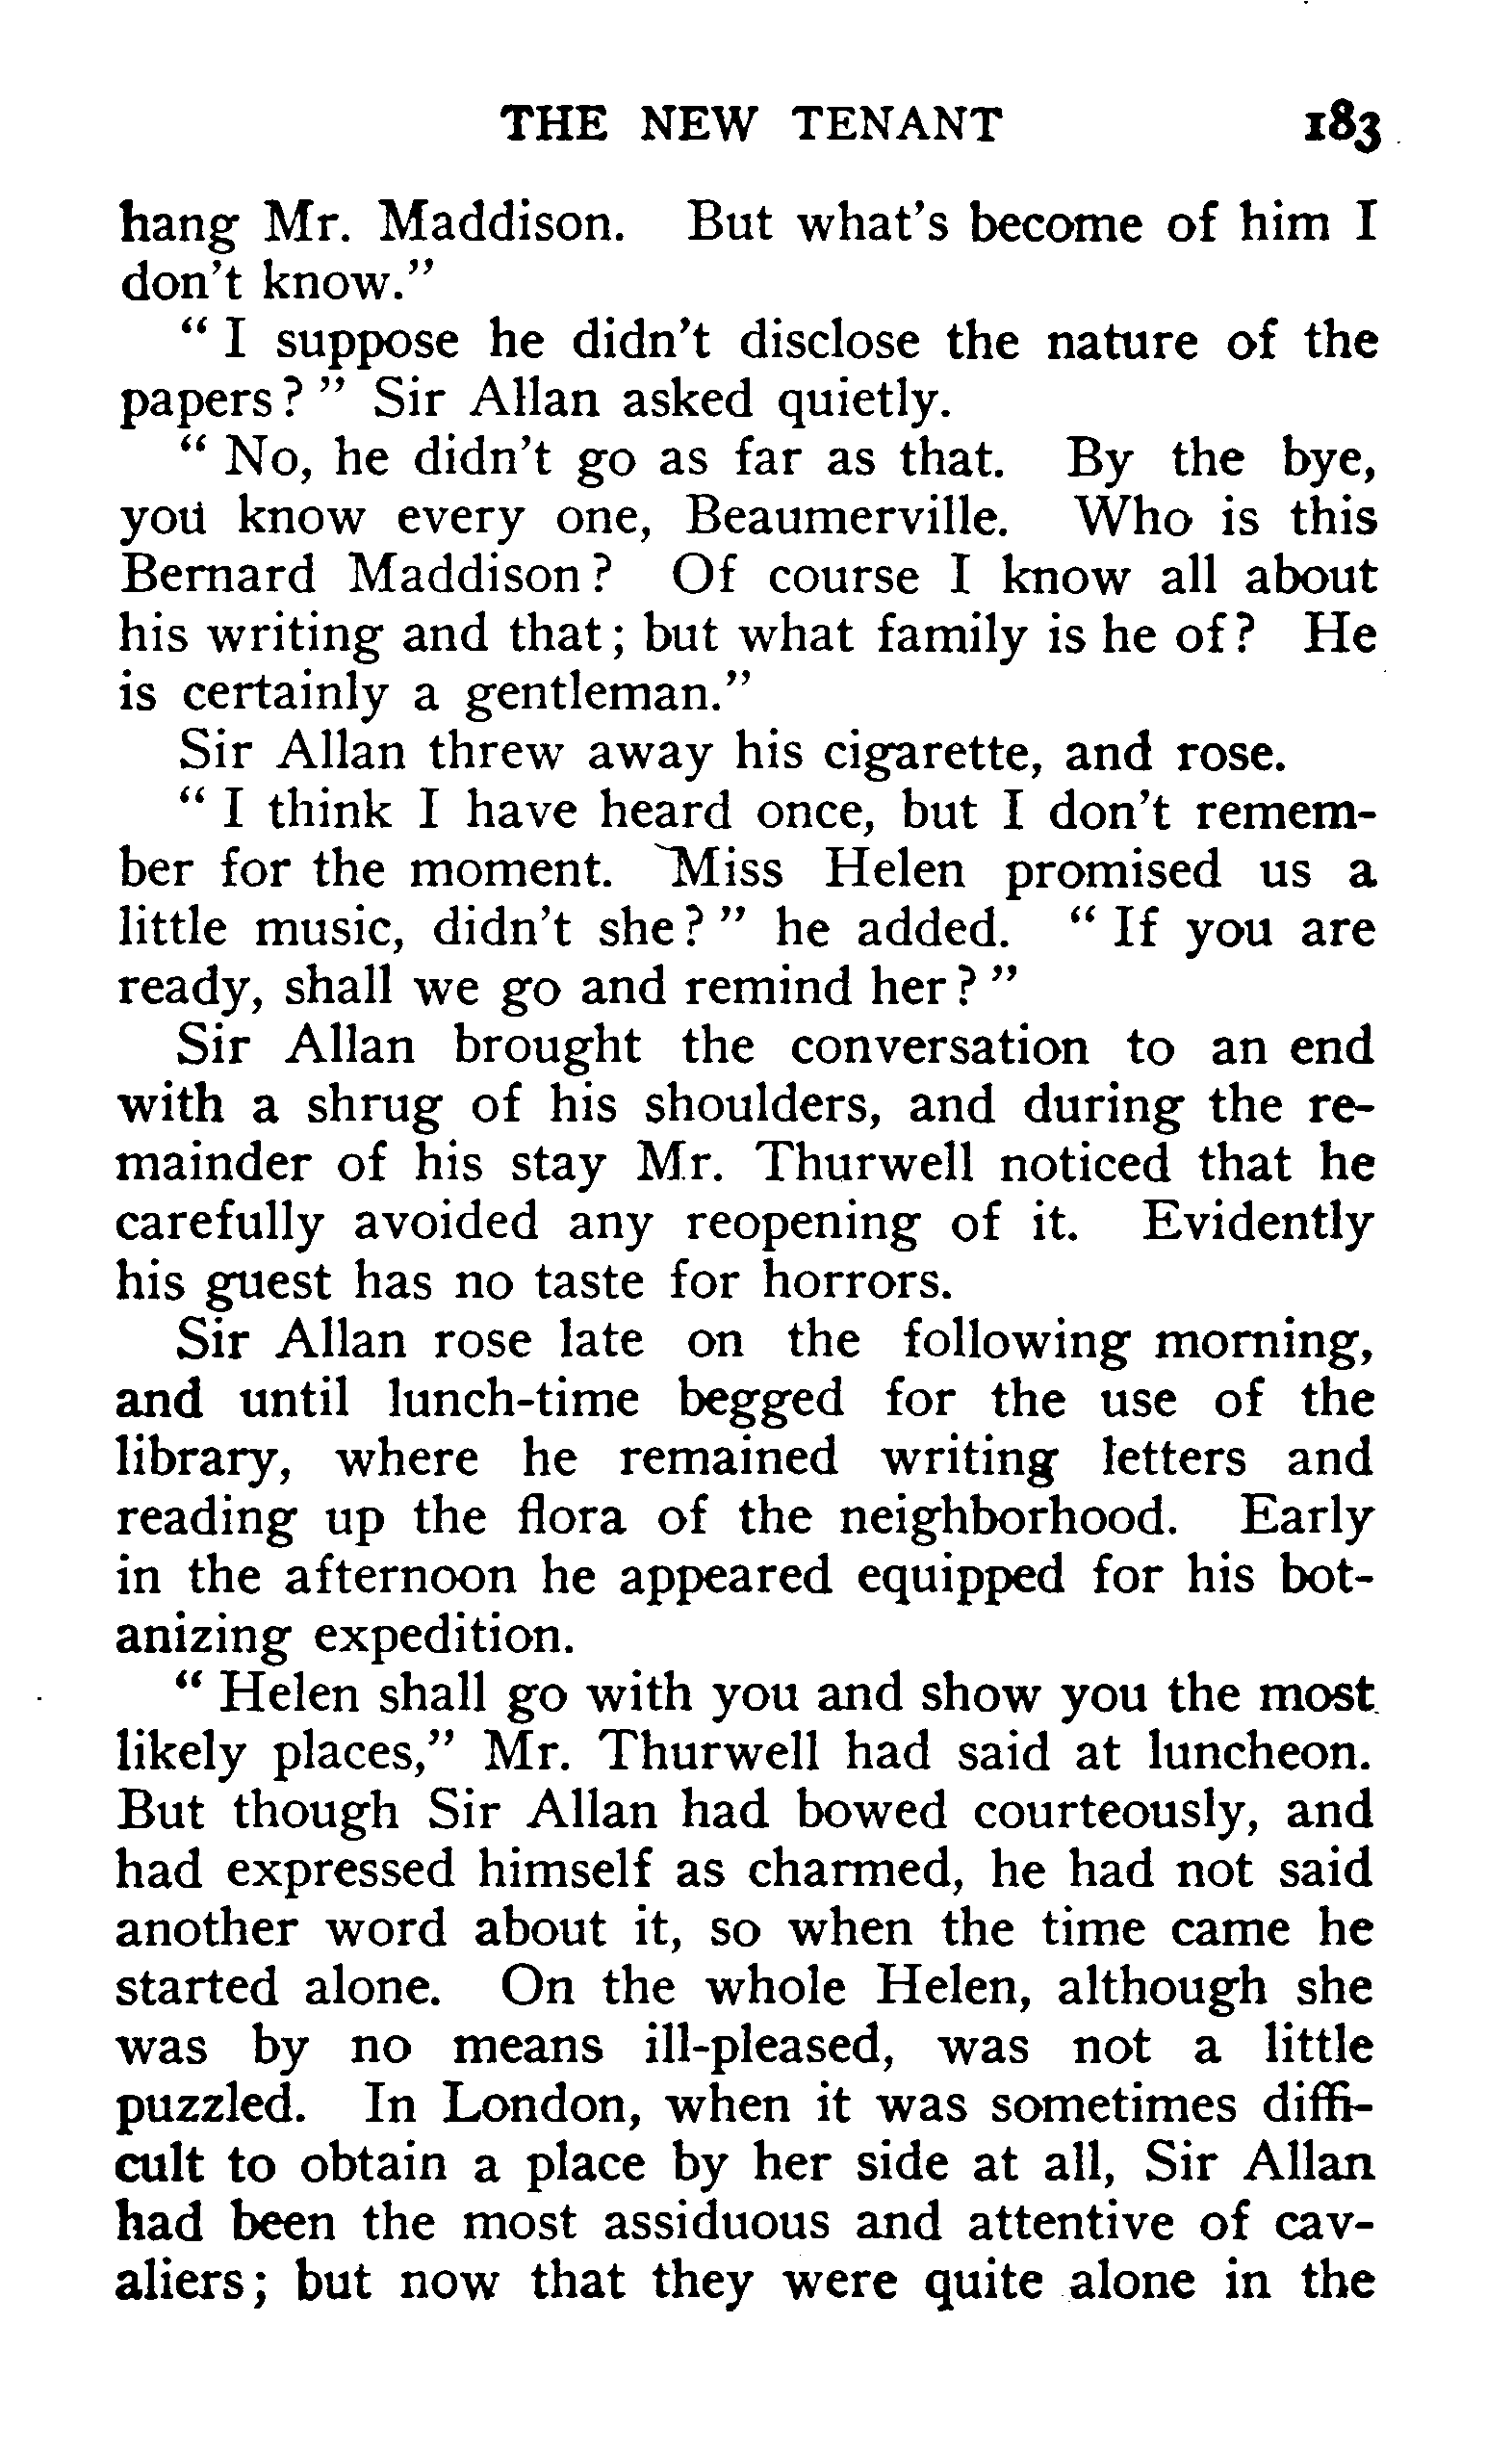 THE NEW TENANT 183
hang Mr. Maddison. But what's become of him I
don't know."
" I suppose he didn't disclose the nature of the
papers ? " Sir Allan asked quietly.
" No, he didn't go as far as that. By the bye,
you know every one, Beaumerville. Who is this
Bernard Maddison ? Of course I know all about
his writing and that ; but what family is he of ? He
is certainly a gentleman."
Sir Allan threw away his cigarette, and rose.
" I think I have heard once, but I don't remem-
ber for the moment. Miss Helen promised us a
little music, didn't she ? " he added. " If you are
ready, shall we go and remind her ? "
Sir Allan brought the conversation to an end
with a shrug of his shoulders, and during the re-
mainder of his stay Mr. Thurwell noticed that he
carefully avoided any reopening of it. Evidently
his guest has no taste for horrors.
Sir Allan rose late on the following morning,
and until lunch-time begged for the use of the
library, where he remained writing letters and
reading up the flora of the neighborhood. Early
in the afternoon he appeared equipped for his bot-
anizing expedition.
" Helen shall go with you and show you the most
likely places," Mr. Thurwell had said at luncheon.
But though Sir Allan had bowed courteously, and
had expressed himself as charmed, he had not said
another word about it, so when the time came he
started alone. On the whole Helen, although she
was by no means ill-pleased, was not a little
puzzled. In London, when it was sometimes diffi-
cult to obtain a place by her side at all, Sir Allan
had been the most assiduous and attentive of cav-
aliers ; but now that they were quite alone in the